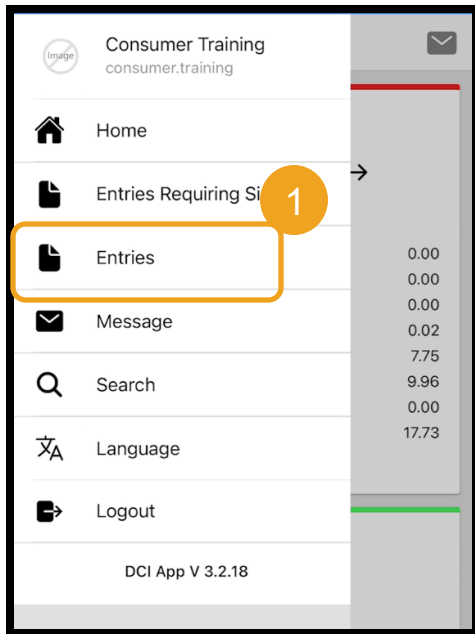 Image
Consumer Training
consumer.training
Home
Entries Requiring Si
1
Entries
Message
Search
Language
Logout
DCI App V 3.2.18
0.00
0.00
0.00
0.02
7.75
9.96
0.00
17.73